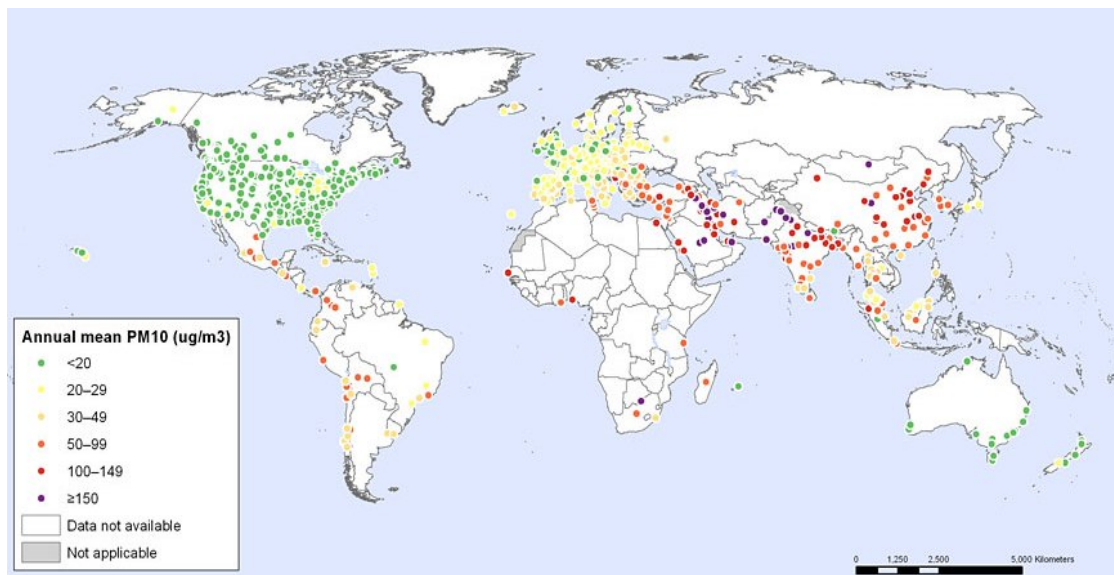 Annual mean PM10 (ug/m3)
<20
20–29
30–49
50–99
100–149
≥150
Data not available
Not applicable
0 1,250 2,500 5,000 Kilometers